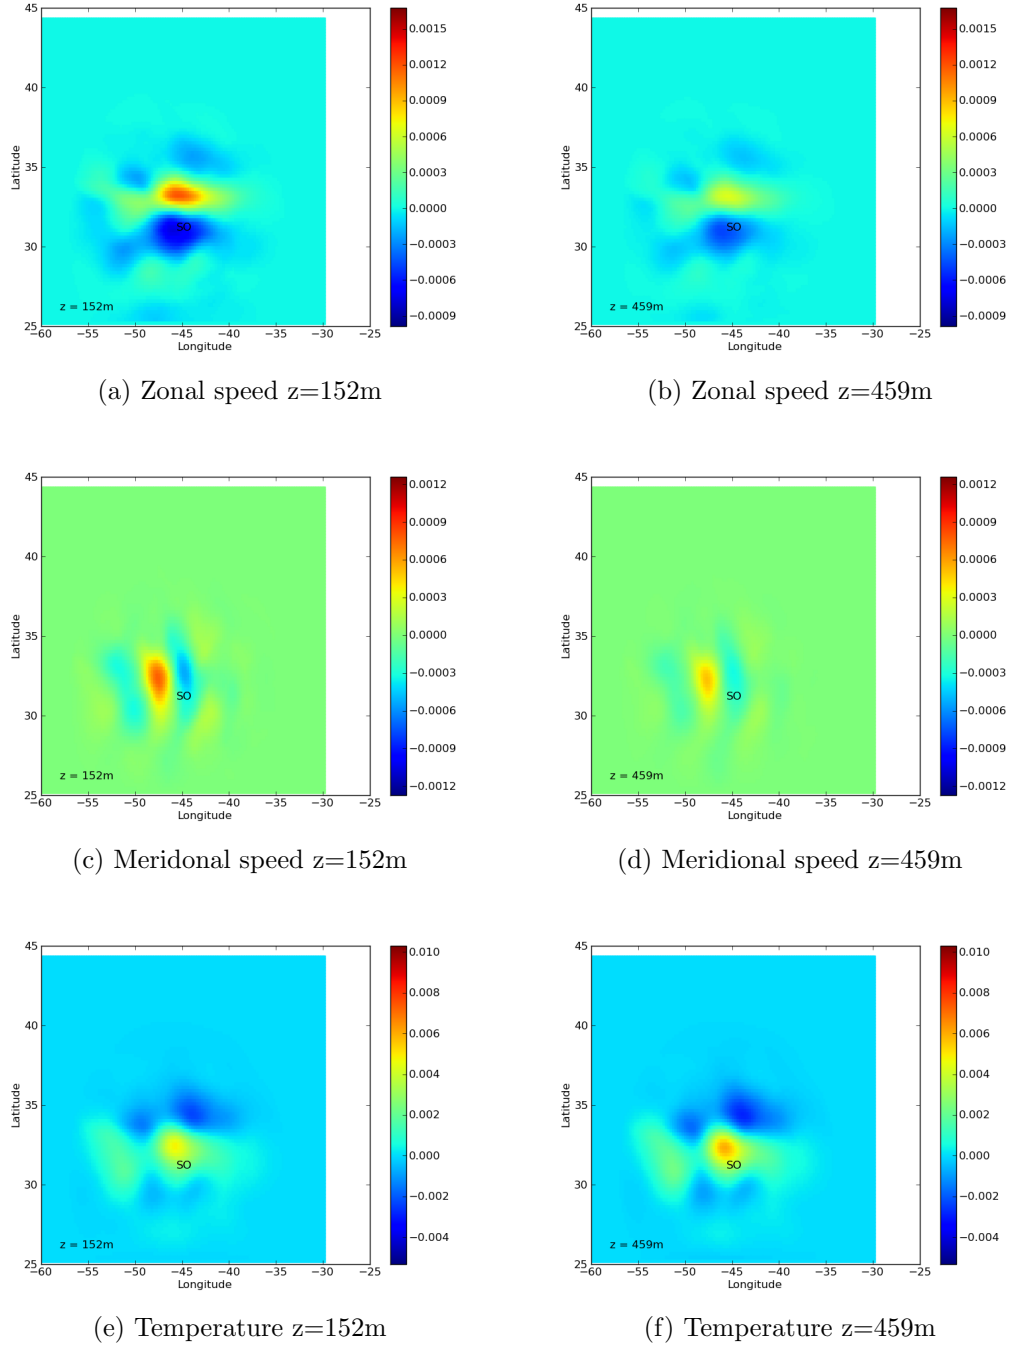 45
40
35
30
25
Latitude
SO
z = 152m
−60 −55 −50 −45 −40 −35 −30 −25
Longitude
0.0015
0.0012
0.0009
0.0006
0.0003
0.0000
−0.0003
−0.0006
−0.0009
45
40
35
30
25
Latitude
SO
z = 459m
−60 −55 −50 −45 −40 −35 −30 −25
Longitude
0.0015
0.0012
0.0009
0.0006
0.0003
0.0000
−0.0003
−0.0006
−0.0009
(a) Zonal speed z=152m
(b) Zonal speed z=459m
45
40
35
30
25
Latitude
SO
z = 152m
−60 −55 −50 −45 −40 −35 −30 −25
Longitude
0.0012
0.0009
0.0006
0.0003
0.0000
−0.0003
−0.0006
−0.0009
−0.0012
45
40
35
30
25
Latitude
SO
z = 459m
−60 −55 −50 −45 −40 −35 −30 −25
Longitude
0.0012
0.0009
0.0006
0.0003
0.0000
−0.0003
−0.0006
−0.0009
−0.0012
(c) Meridonal speed z=152m
(d) Meridional speed z=459m
45
40
35
30
25
Latitude
SO
z = 152m
−60 −55 −50 −45 −40 −35 −30 −25
Longitude
0.010
0.008
0.006
0.004
0.002
0.000
−0.002
−0.004
45
40
35
30
25
Latitude
SO
z = 459m
−60 −55 −50 −45 −40 −35 −30 −25
Longitude
0.010
0.008
0.006
0.004
0.002
0.000
−0.002
−0.004
(e) Temperature z=152m
(f) Temperature z=459m